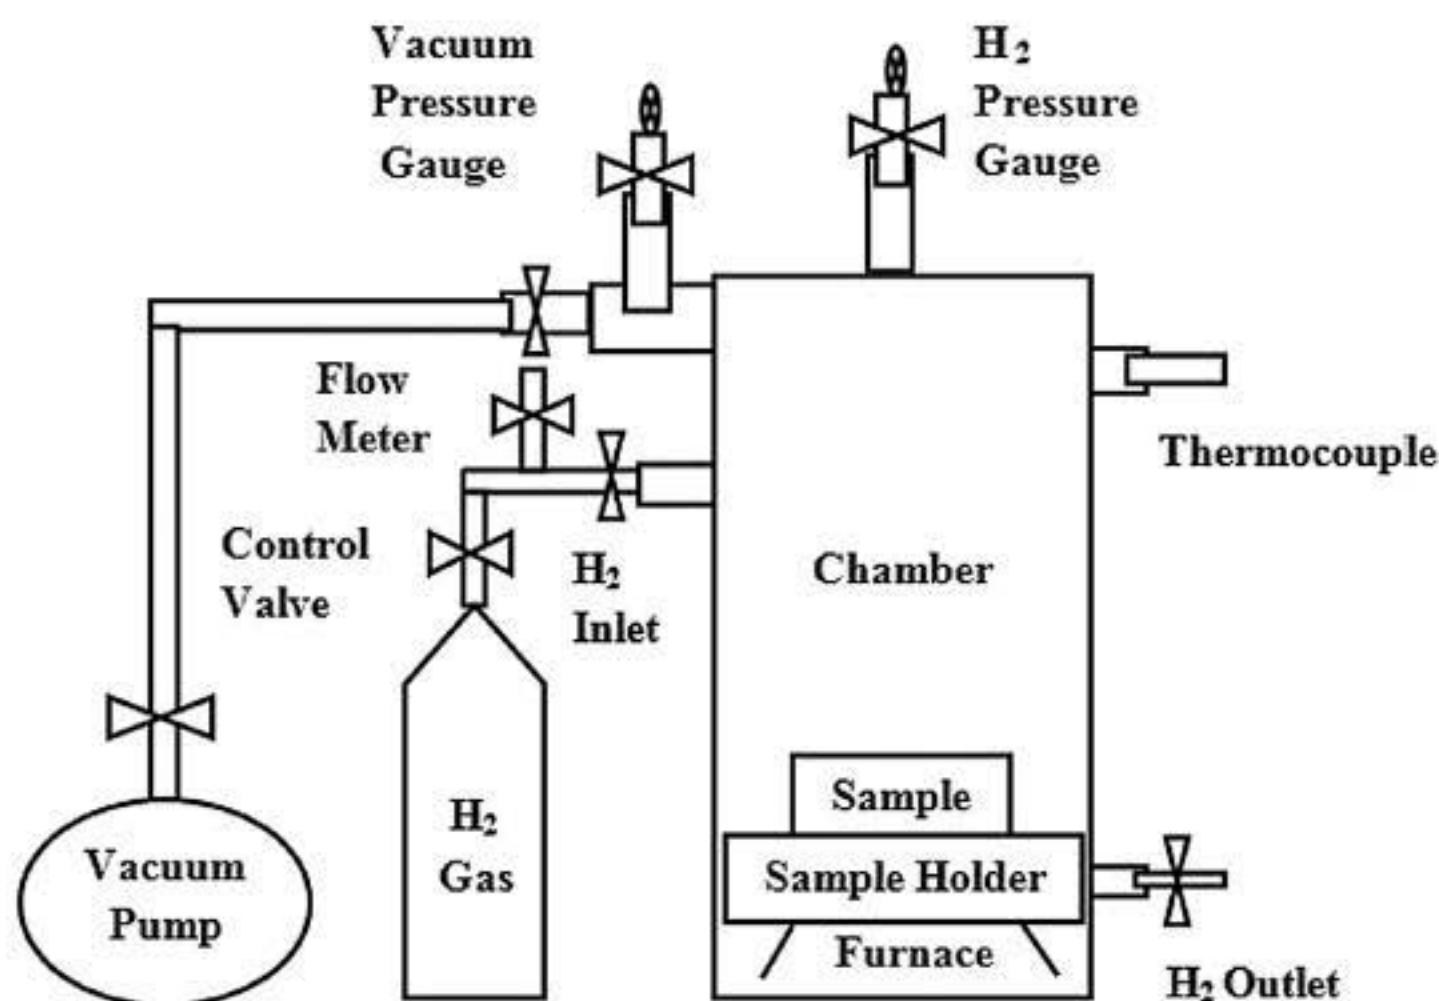 Vacuum
Pressure
Gauge
H₂
Pressure
Gauge
Flow
Meter
Thermocouple
Control
Valve
H₂
Inlet
Chamber
H₂
Gas
Vacuum
Pump
Sample
Sample Holder
Furnace
H₂ Outlet